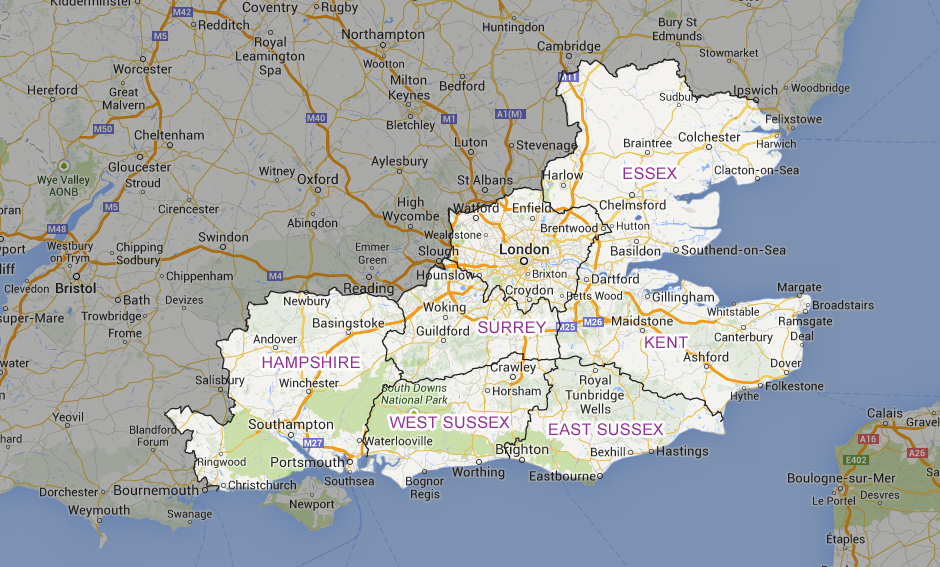 Kidderminster
M42
Coventry
Rugby
Redditch
Northampton
Huntingdon
Cambridge
Bury St
Edmunds
Stowmarket
M5
Royal
Leamington
Spa
Wootton
Worcester
Milton
Keynes
Bedford
M11
Sudbury
Ipswich
Woodbridge
Hereford
Great
Malvern
M50
M40
M1
A1(M)
Bletchley
Felixstowe
Cheltenham
Luton
Stevenage
Braintree
Colchester
Harwich
Gloucester
Aylesbury
Wye Valley
AONB
Stroud
Witney
Oxford
St Albans
Harlow
ESSEX
Clacton-on-Sea
M5
Cirencester
Abingdon
High
Wycombe
Watford
Enfield
Chelmsford
M48
Wealdstone
Brentwood
Hutton
Westbury
on Trym
Chipping
Sodbury
Swindon
Emmer
Green
Slough
London
Basildon
Southend-on-Sea
Clevedon
Bristol
Chippenham
M4
Reading
Hounslow
Brixton
Dartford
Margate
Bath
Devizes
Newbury
Croydon
Betts Wood
Gillingham
Broadstairs
super-Mare
Trowbridge
Woking
Whitstable
Ramsgate
Frome
Basingstoke
Guildford
SURREY
M25
M26
Maidstone
Canterbury
Deal
Andover
KENT
water
HAMPSHIRE
Crawley
Ashford
Dover
Salisbury
Winchester
South Downs
National Park
Horsham
Royal
Tunbridge
Wells
Folkestone
Hythe
Yeovil
Southampton
WEST SUSSEX
EAST SUSSEX
Calais
Gravel
Blandford
Forum
M27
Waterlooville
A16
Ringwood
Portsmouth
Brighton
Bexhill
Hastings
E402
A26
Christchurch
Southsea
Bognor
Regis
Worthing
Eastbourne
Boulogne-sur-Mer
Dorchester
Bournemouth
Newport
Le Portel
Desvres
Weymouth
Swanage
Étaples